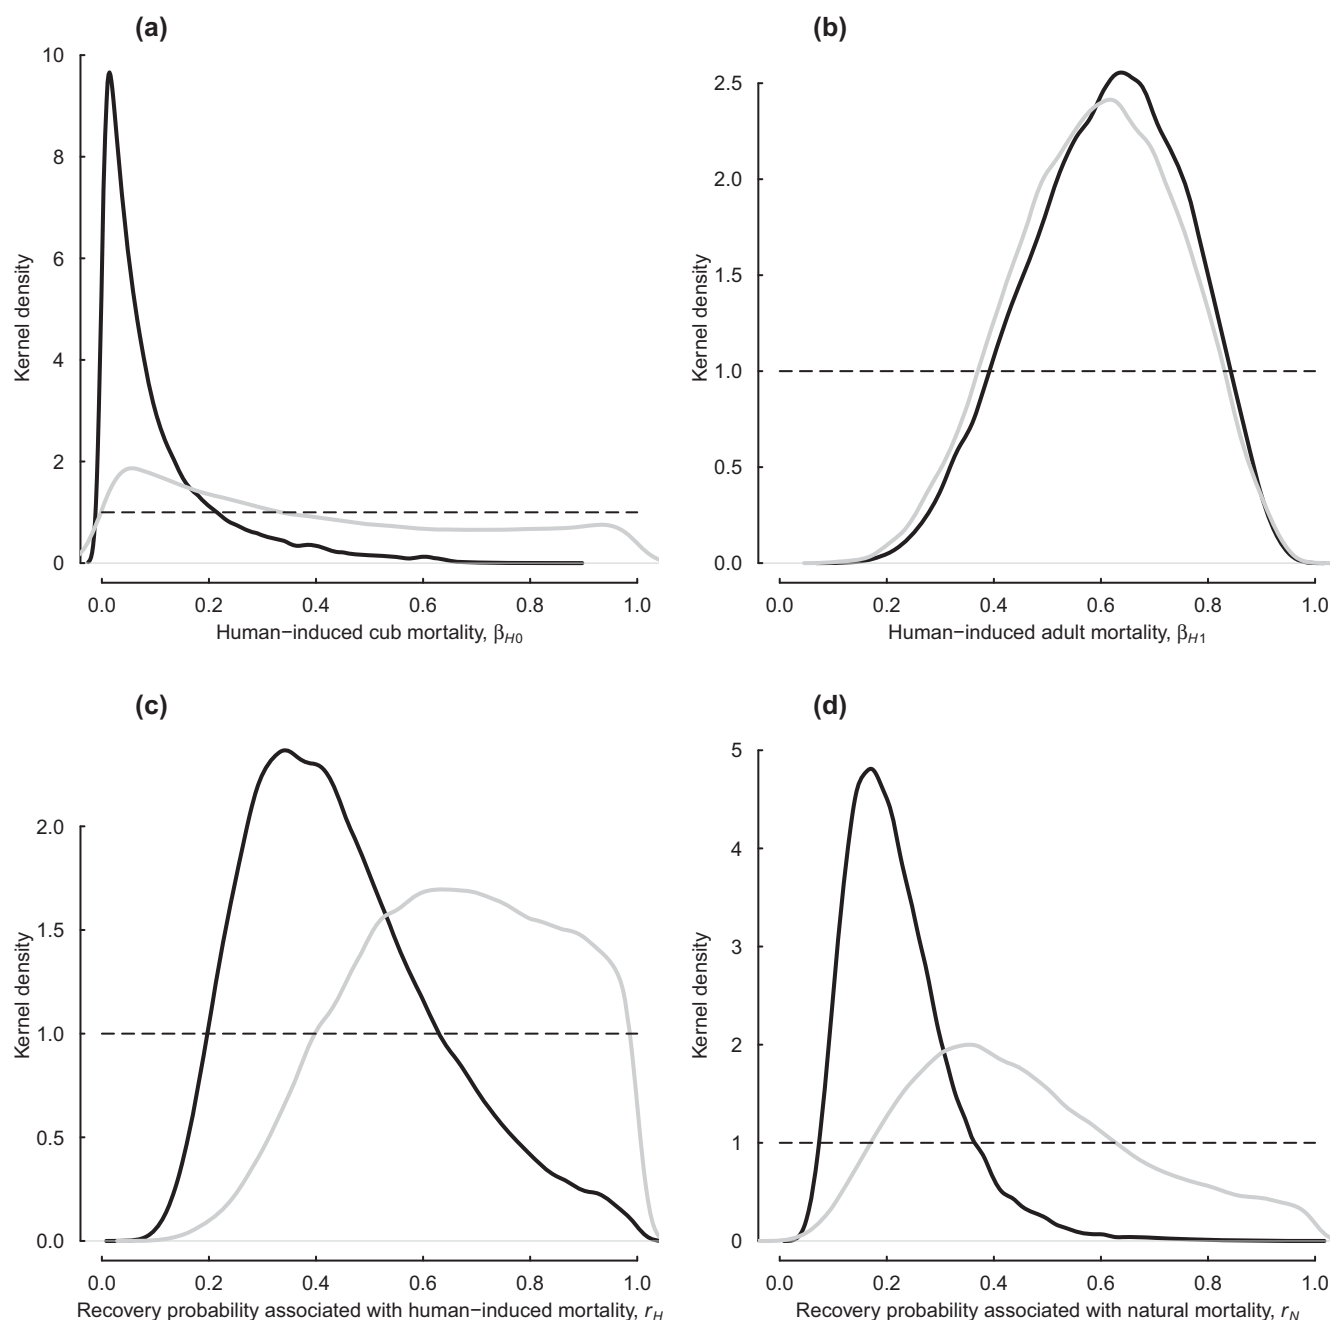 (a)
10
8
6
4
2
0
Kernel density
0.0 0.2 0.4 0.6 0.8 1.0
Human−induced cub mortality, βH0
(b)
2.5
2.0
1.5
1.0
0.5
0.0
Kernel density
0.0 0.2 0.4 0.6 0.8 1.0
Human−induced adult mortality, βH1
(c)
2.0
1.5
1.0
0.5
0.0
Kernel density
0.0 0.2 0.4 0.6 0.8 1.0
Recovery probability associated with human−induced mortality, rH
(d)
5
4
3
2
1
0
Kernel density
0.0 0.2 0.4 0.6 0.8 1.0
Recovery probability associated with natural mortality, rN